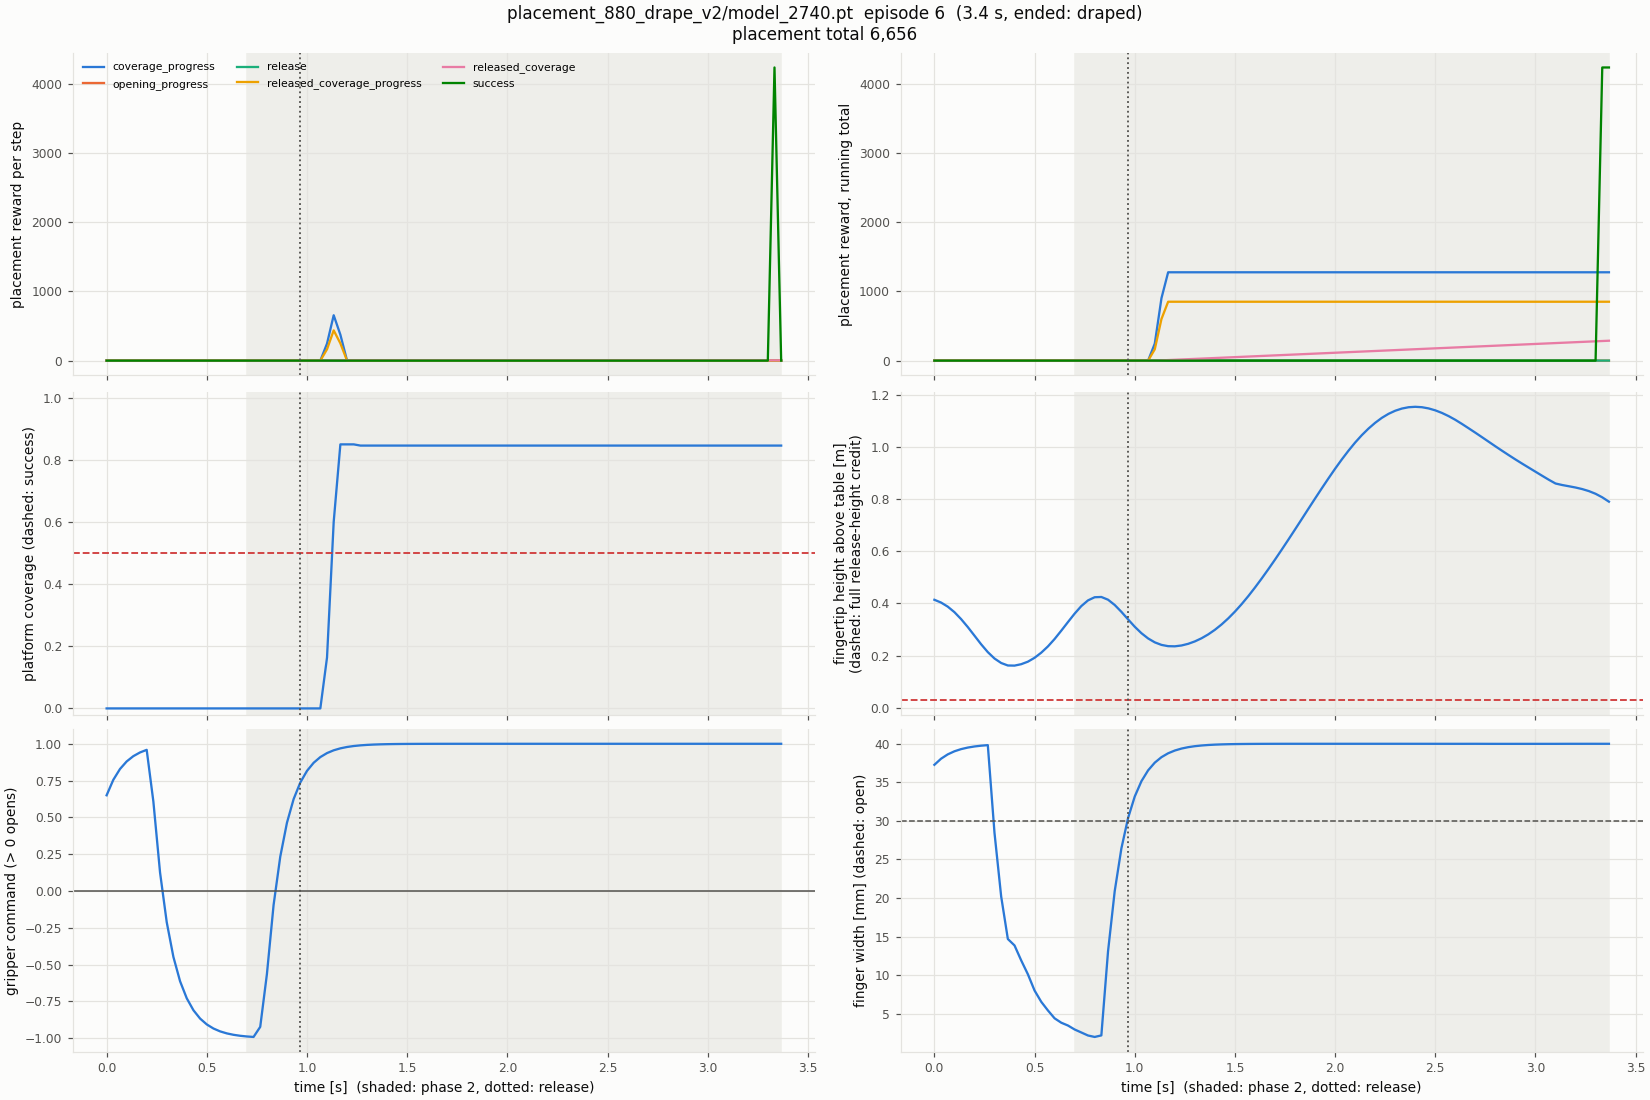 placement_880_drape_v2/model_2740.pt  episode 6  (3.4 s, ended: draped)
placement total 6,656
placement reward per step
4000
3000
2000
1000
0
coverage_progress
opening_progress
release
released_coverage_progress
released_coverage
success
placement reward, running total
4000
3000
2000
1000
0
platform coverage (dashed: success)
1.0
0.8
0.6
0.4
0.2
0.0
fingertip height above table [m]
(dashed: full release-height credit)
1.2
1.0
0.8
0.6
0.4
0.2
0.0
gripper command (> 0 opens)
1.00
0.75
0.50
0.25
0.00
−0.25
−0.50
−0.75
−1.00
0.0 0.5 1.0 1.5 2.0 2.5 3.0 3.5
time [s]  (shaded: phase 2, dotted: release)
finger width [mm] (dashed: open)
40
35
30
25
20
15
10
5
0.0 0.5 1.0 1.5 2.0 2.5 3.0 3.5
time [s]  (shaded: phase 2, dotted: release)